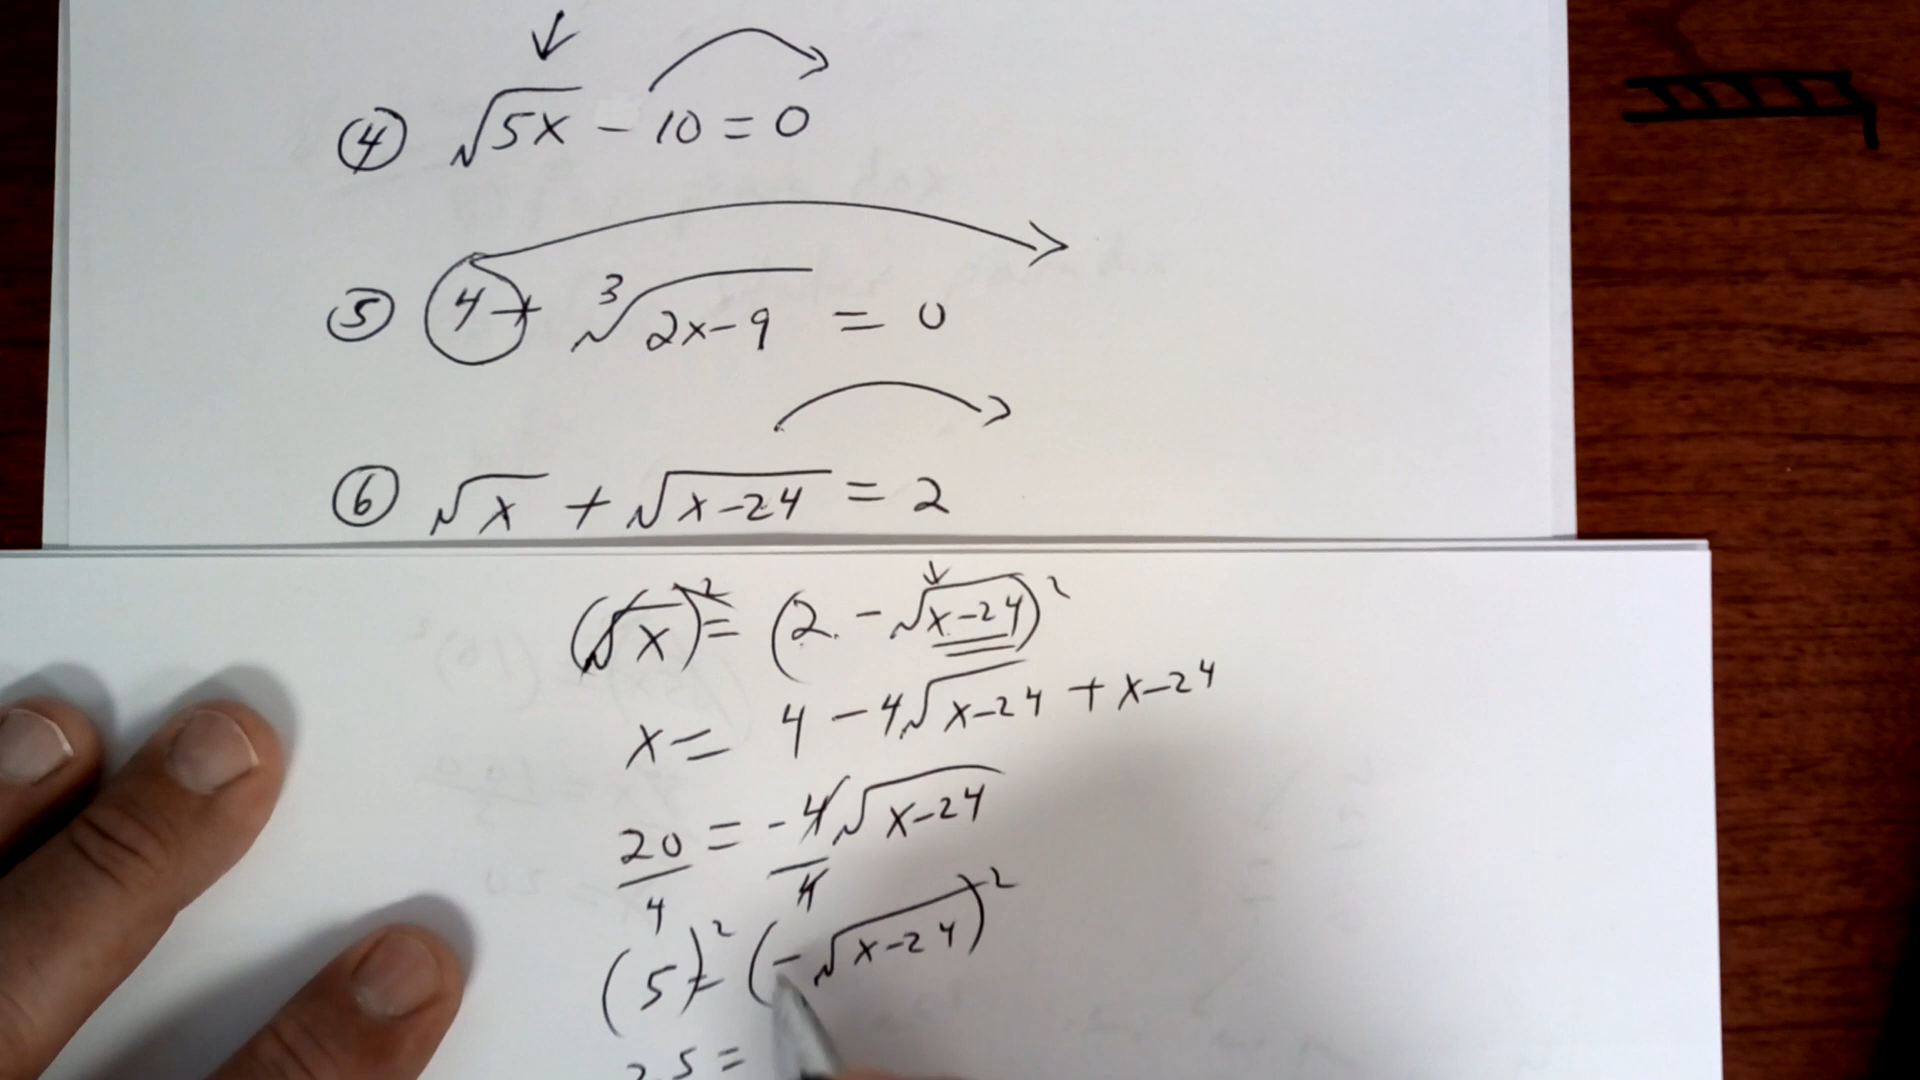 ④ √5x - 10 = 0
⑤ 4 + ³√2x-9 = 0
⑥ √x + √x-24 = 2
(√x)² = (2 - √x-24)²
x = 4 - 4√x-24 + x-24
20/4 = -4√x-24/4
(5)² = (-√x-24)²
25 =